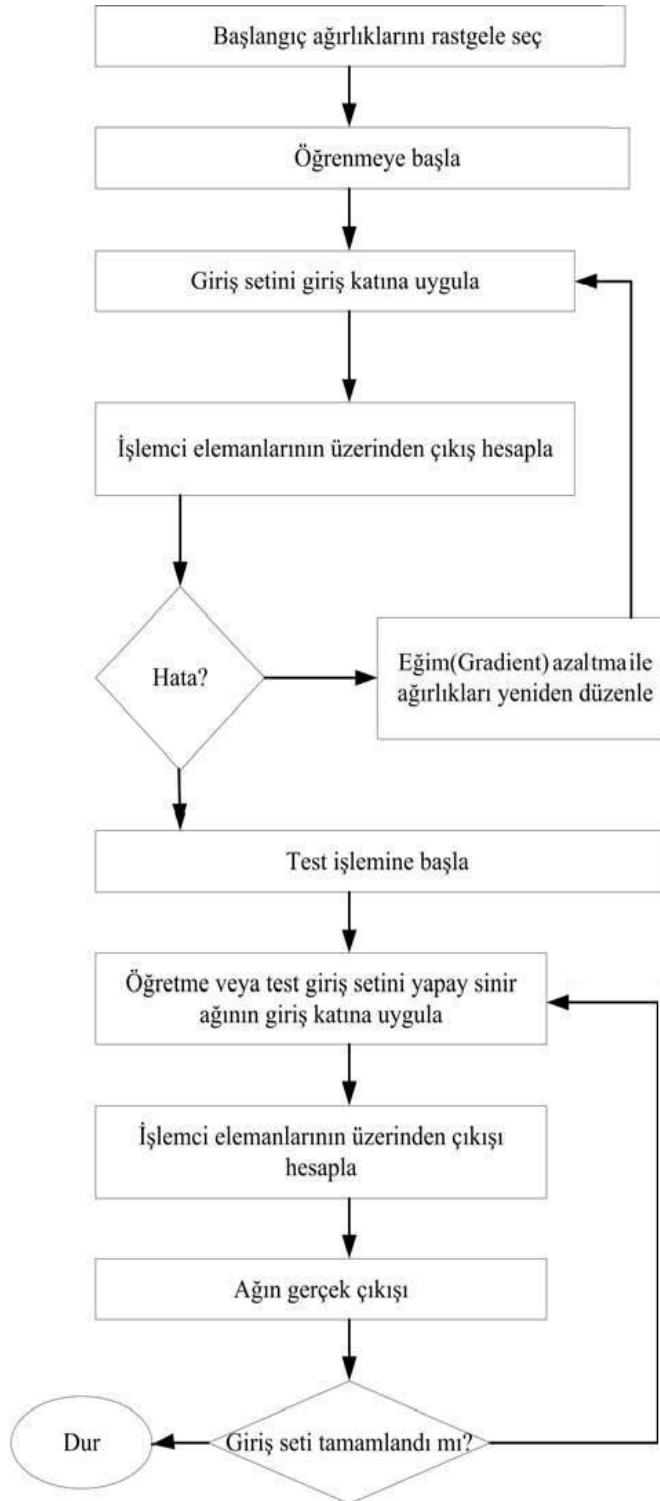 Başlangıç ağırlıklarını rastgele seç
Öğrenmeye başla
Giriş setini giriş katına uygula
İşlemci elemanlarının üzerinden çıkış hesapla
Hata?
Eğim(Gradient) azaltma ile
ağırlıkları yeniden düzenle
Test işlemine başla
Öğretme veya test giriş setini yapay sinir
ağının giriş katına uygula
İşlemci elemanlarının üzerinden çıkışı
hesapla
Ağın gerçek çıkışı
Dur
Giriş seti tamamlandı mı?